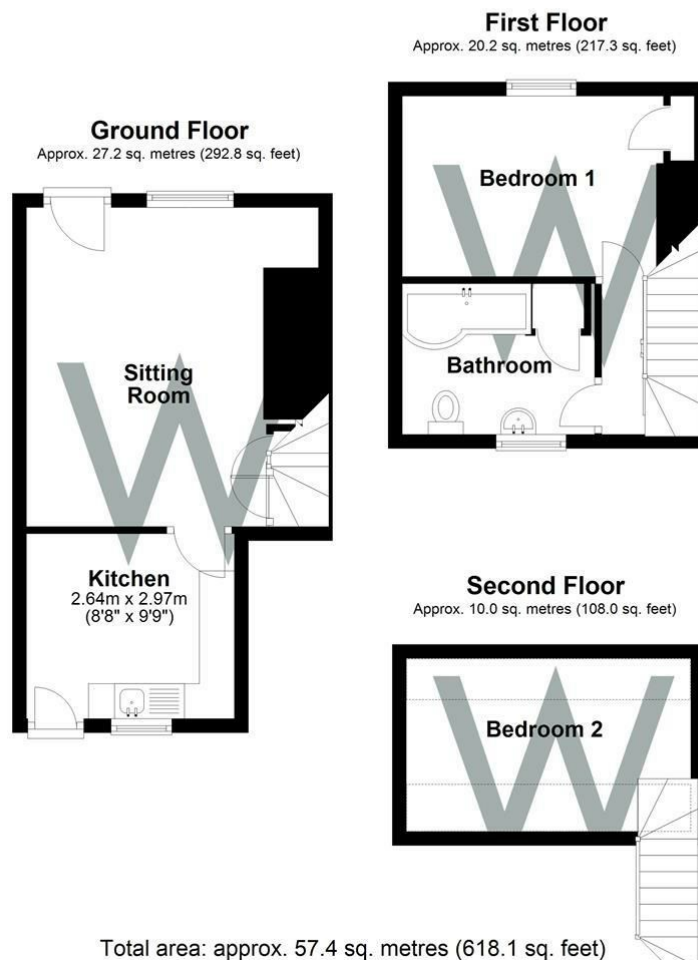 Ground Floor
Approx. 27.2 sq. metres (292.8 sq. feet)
Sitting
Room
Kitchen
2.64m x 2.97m
(8'8" x 9'9")
First Floor
Approx. 20.2 sq. metres (217.3 sq. feet)
Bedroom 1
Bathroom
Second Floor
Approx. 10.0 sq. metres (108.0 sq. feet)
Bedroom 2
W
W
W
Total area: approx. 57.4 sq. metres (618.1 sq. feet)